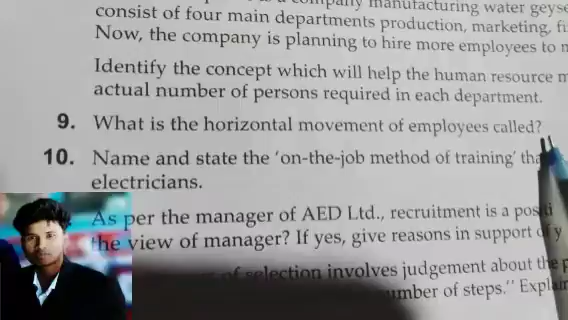 manufacturing water
consist of four main departments production, marketing,
Now, the company is planning to hire more employees to
Identify the concept which will help the human resource
actual number of persons required in each department.
9. What is the horizontal movement of employees called?
10. Name and state the 'on-the-job method of training'
electricians.
As per the manager of AED Ltd., recruitment is a
the view of manager? If yes, give reasons in support
of selection involves judgement about the
of steps."